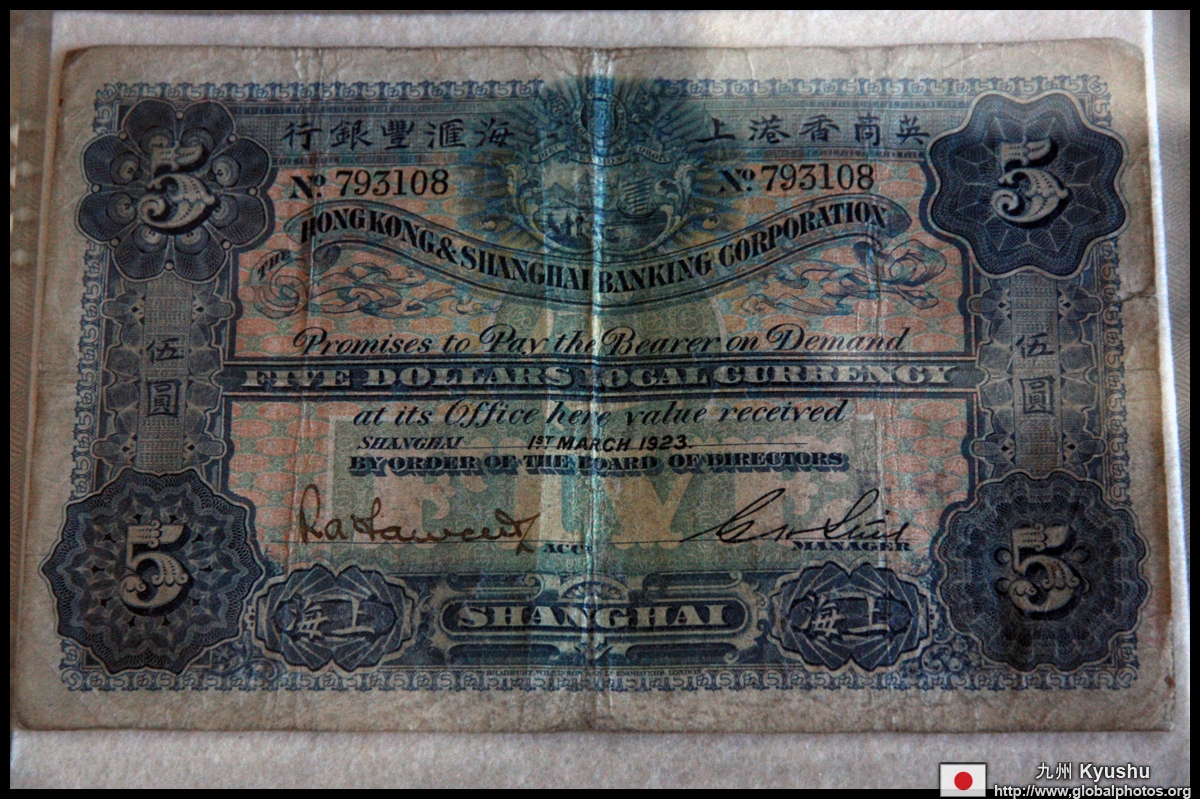 英商香港上海滙豐銀行
5
5
No. 793108
No. 793108
THE HONGKONG & SHANGHAI BANKING CORPORATION
Promises to Pay the Bearer on Demand
伍圓
伍圓
FIVE DOLLARS LOCAL CURRENCY
at its Office here value received
SHANGHAI 1ST MARCH 1923.
BY ORDER OF THE BOARD OF DIRECTORS
ACCT
MANAGER
5
5
上海
SHANGHAI
上海
九州 Kyushu
http://www.globalphotos.org